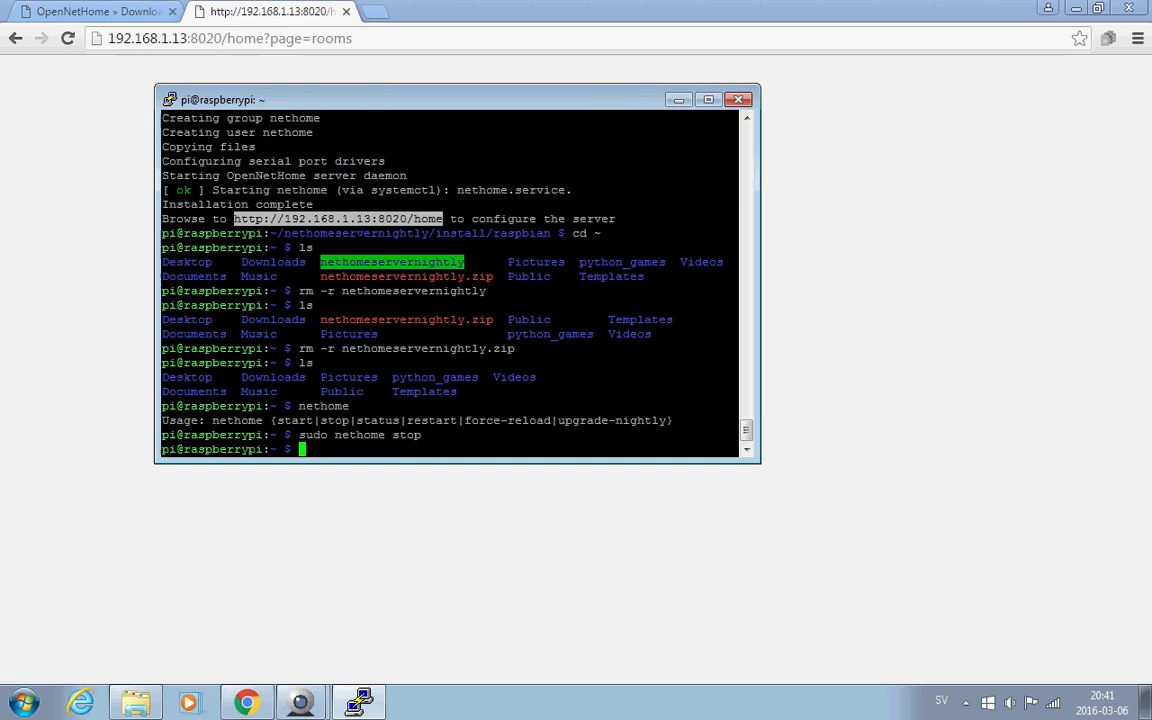 OpenNetHome » Downloa
http://192.168.1.13:8020/h
192.168.1.13:8020/home?page=rooms
pi@raspberrypi: ~
Creating group nethome
Creating user nethome
Copying files
Configuring serial port drivers
Starting OpenNetHome server daemon
[ ok ] Starting nethome (via systemctl): nethome.service.
Installation complete
Browse to http://192.168.1.13:8020/home to configure the server
pi@raspberrypi:~/nethomeservernightly/install/raspbian $ cd ~
pi@raspberrypi:~ $ ls
Desktop Downloads nethomeservernightly Pictures python_games Videos
Documents Music nethomeservernightly.zip Public Templates
pi@raspberrypi:~ $ rm -r nethomeservernightly
pi@raspberrypi:~ $ ls
Desktop Downloads nethomeservernightly.zip Public Templates
Documents Music Pictures python_games Videos
pi@raspberrypi:~ $ rm -r nethomeservernightly.zip
pi@raspberrypi:~ $ ls
Desktop Downloads Pictures python_games Videos
Documents Music Public Templates
pi@raspberrypi:~ $ nethome
Usage: nethome {start|stop|status|restart|force-reload|upgrade-nightly}
pi@raspberrypi:~ $ sudo nethome stop
pi@raspberrypi:~ $
SV
20:41
2016-03-06